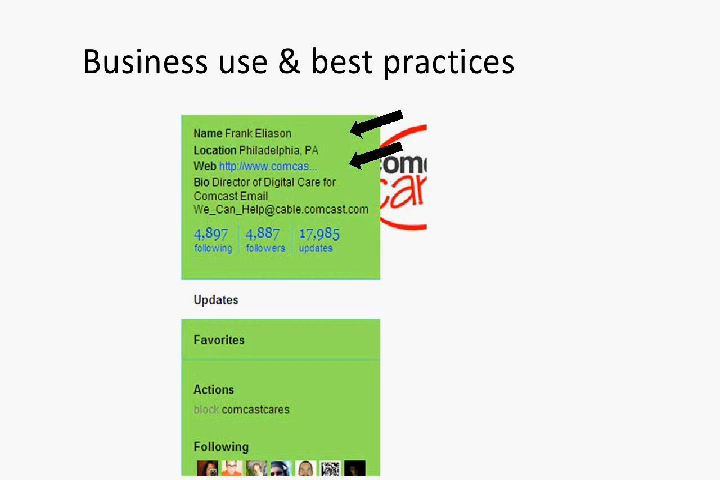 Business use & best practices
Name Frank Eliason
Location Philadelphia, PA
Web http://www.comcas...
Bio Director of Digital Care for
Comcast Email
We_Can_Help@cable.comcast.com
4,897 4,887 17,985
following followers updates
Updates
Favorites
Actions
block comcastcares
Following